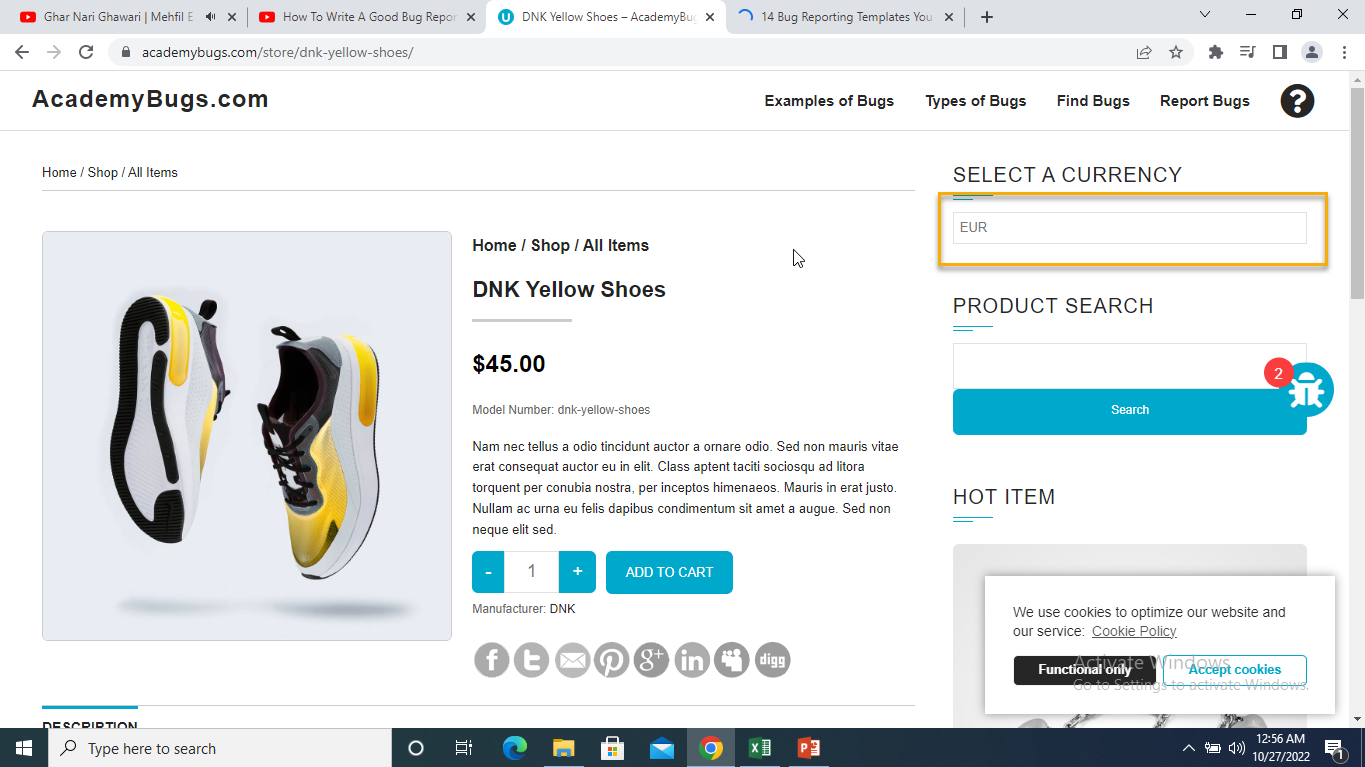 Ghar Nari Ghawari | Mehfil E
How To Write A Good Bug Repor
DNK Yellow Shoes – AcademyBug
14 Bug Reporting Templates You
academybugs.com/store/dnk-yellow-shoes/
AcademyBugs.com
Examples of Bugs
Types of Bugs
Find Bugs
Report Bugs
?
Home / Shop / All Items
Home / Shop / All Items
DNK Yellow Shoes
$45.00
Model Number: dnk-yellow-shoes
Nam nec tellus a odio tincidunt auctor a ornare odio. Sed non mauris vitae
erat consequat auctor eu in elit. Class aptent taciti sociosqu ad litora
torquent per conubia nostra, per inceptos himenaeos. Mauris in erat justo.
Nullam ac urna eu felis dapibus condimentum sit amet a augue. Sed non
neque elit sed.
- 1 + ADD TO CART
Manufacturer: DNK
digg
DESCRIPTION
SELECT A CURRENCY
EUR
PRODUCT SEARCH
2
Search
HOT ITEM
We use cookies to optimize our website and
our service: Cookie Policy
Functional only
Accept cookies
Activate Windows
Go to Settings to activate Windows.
Type here to search
12:56 AM
10/27/2022
1